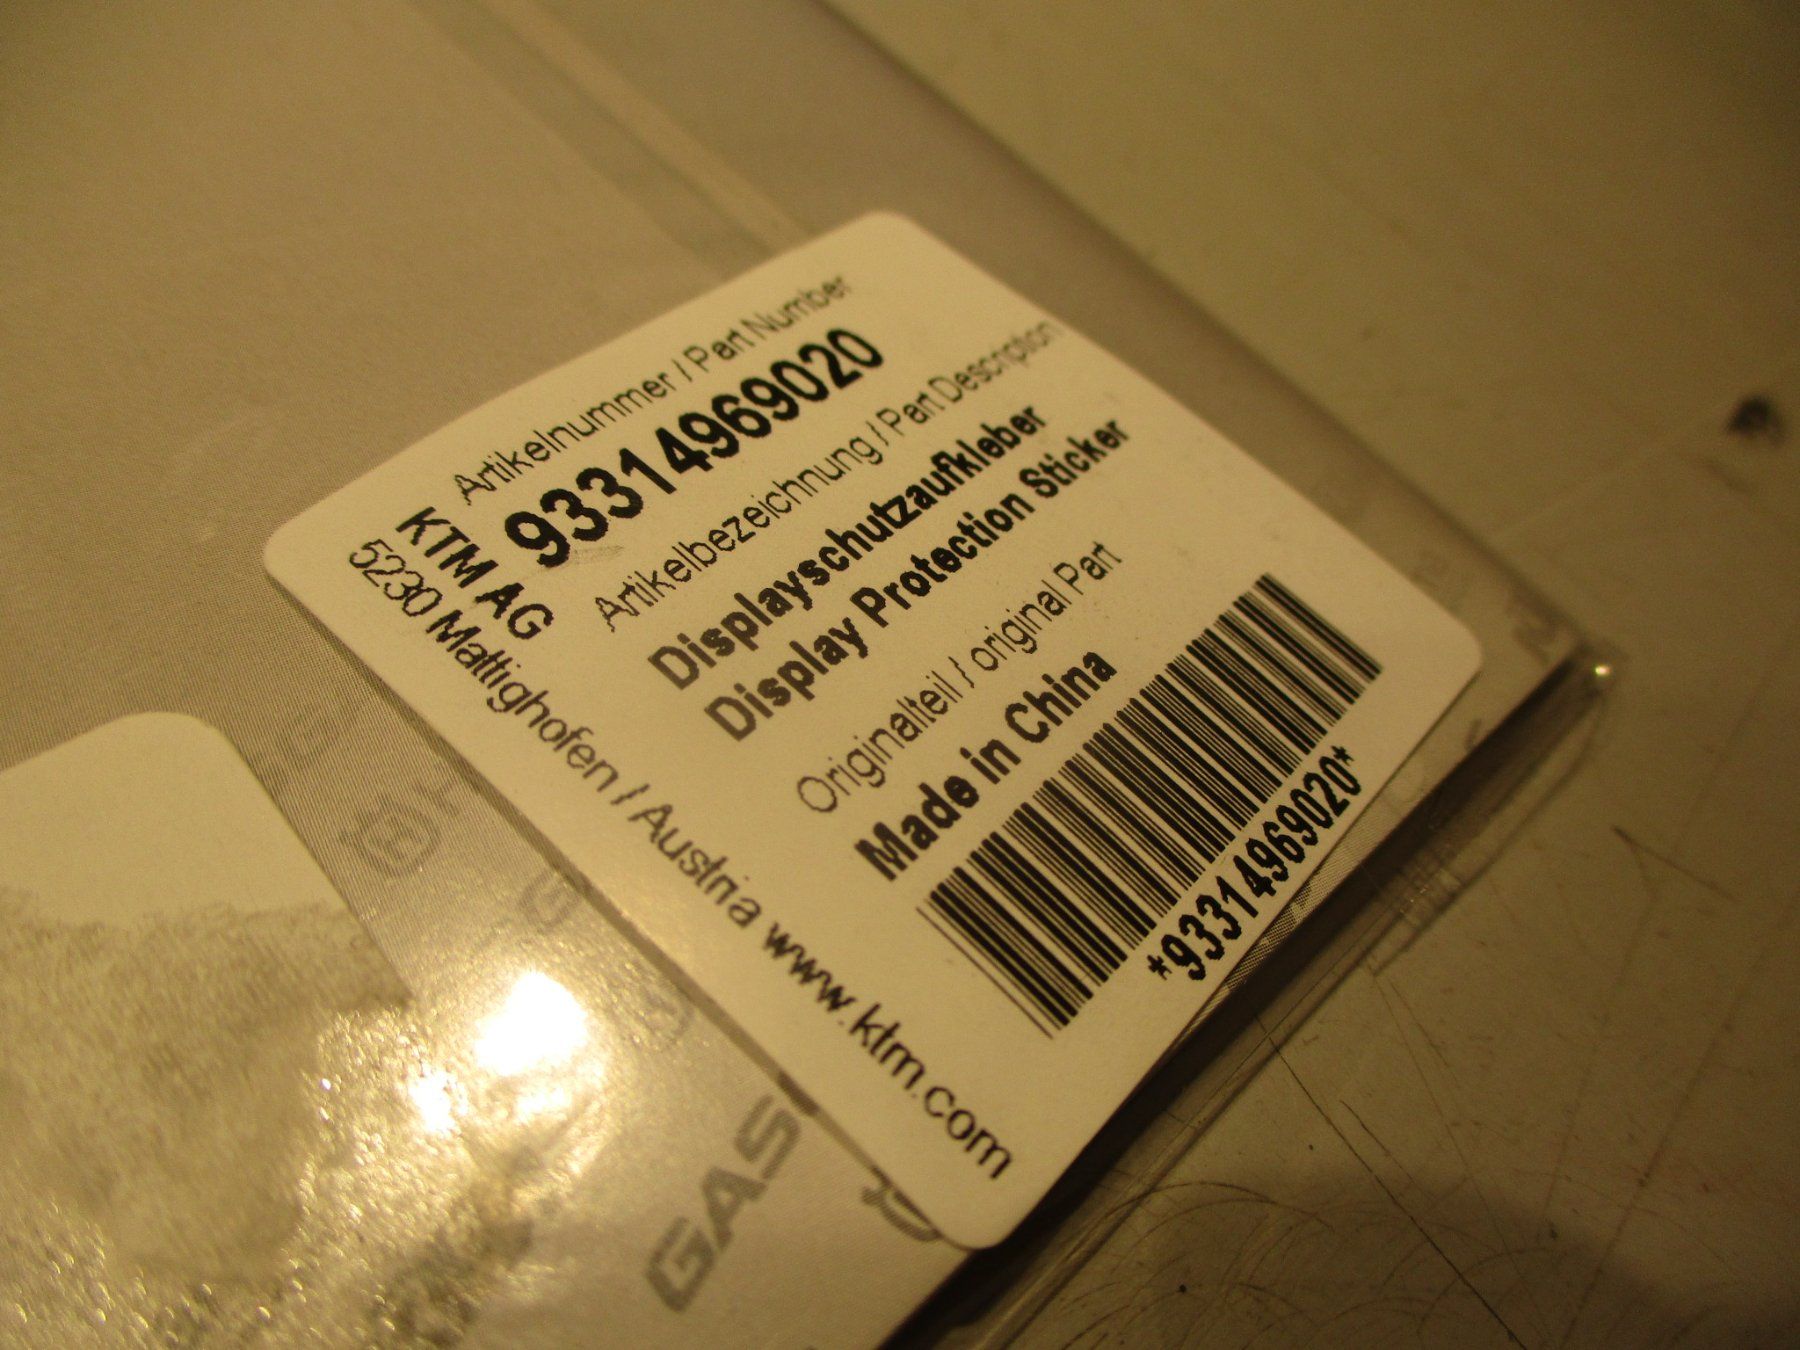 Artikelnummer / Part Number
93314969020
Artikelbezeichnung / Part Description
Displayschutzaufkleber
Display Protection Sticker
Originalteil / original Part
Made in China
*93314969020*
KTM AG
5230 Mattighofen / Austria www.ktm.com
GAS